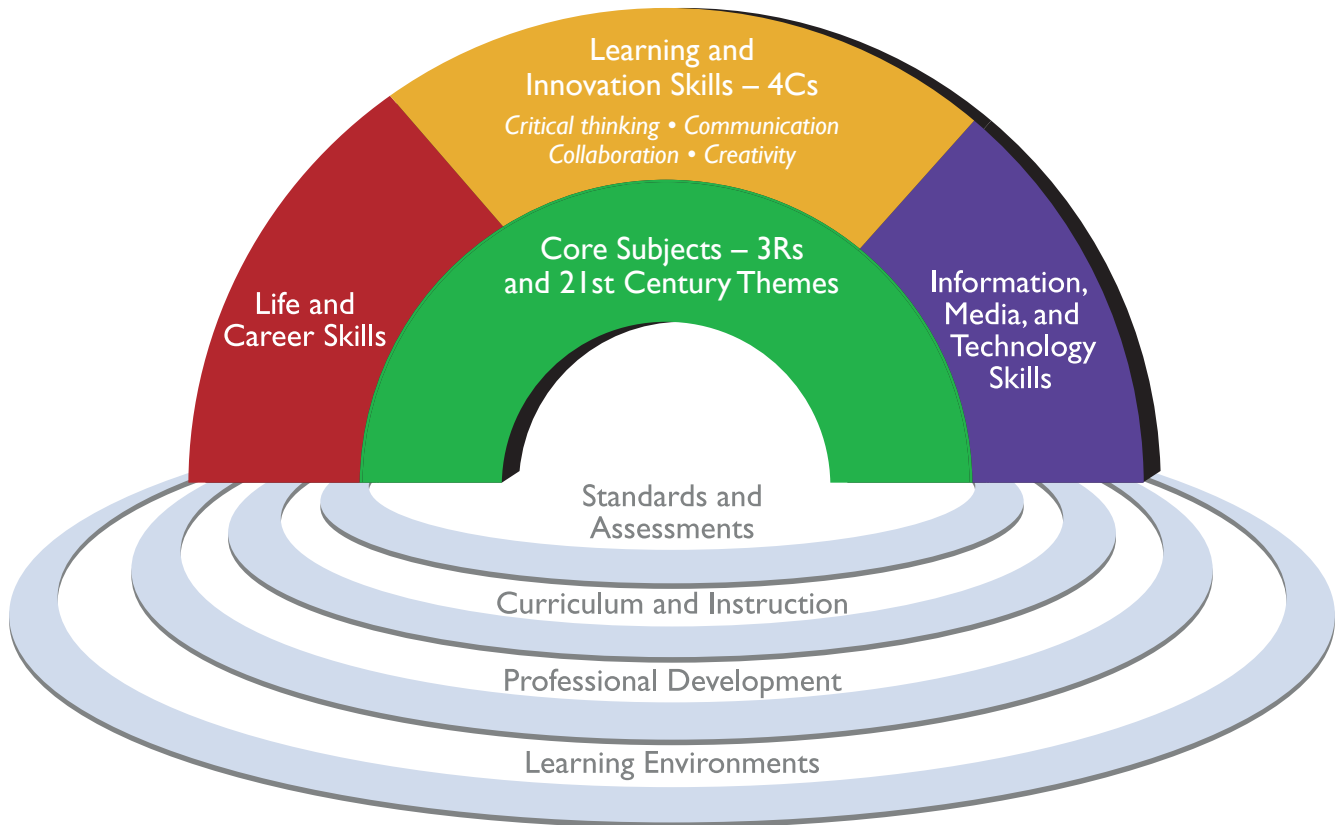 Learning and
Innovation Skills – 4Cs
Critical thinking • Communication
Collaboration • Creativity
Core Subjects – 3Rs
and 21st Century Themes
Life and
Career Skills
Information,
Media, and
Technology
Skills
Standards and
Assessments
Curriculum and Instruction
Professional Development
Learning Environments